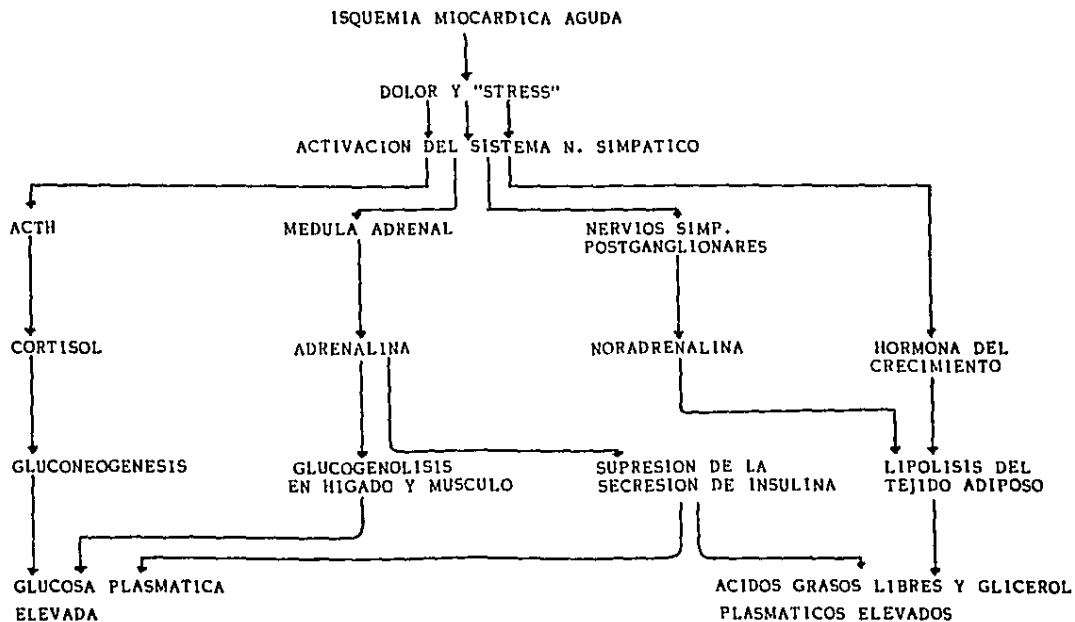 ISQUEMIA MIOCARDICA AGUDA
DOLOR Y "STRESS"
ACTIVACION DEL SISTEMA N. SIMPATICO
ACTH
MEDULA ADRENAL
NERVIOS SIMP.
POSTGANGLIONARES
CORTISOL
ADRENALINA
NORADRENALINA
HORMONA DEL
CRECIMIENTO
GLUCONEOGENESIS
GLUCOGENOLISIS
EN HIGADO Y MUSCULO
SUPRESION DE LA
SECRESION DE INSULINA
LIPOLISIS DEL
TEJIDO ADIPOSO
GLUCOSA PLASMATICA
ELEVADA
ACIDOS GRASOS LIBRES Y GLICEROL
PLASMATICOS ELEVADOS